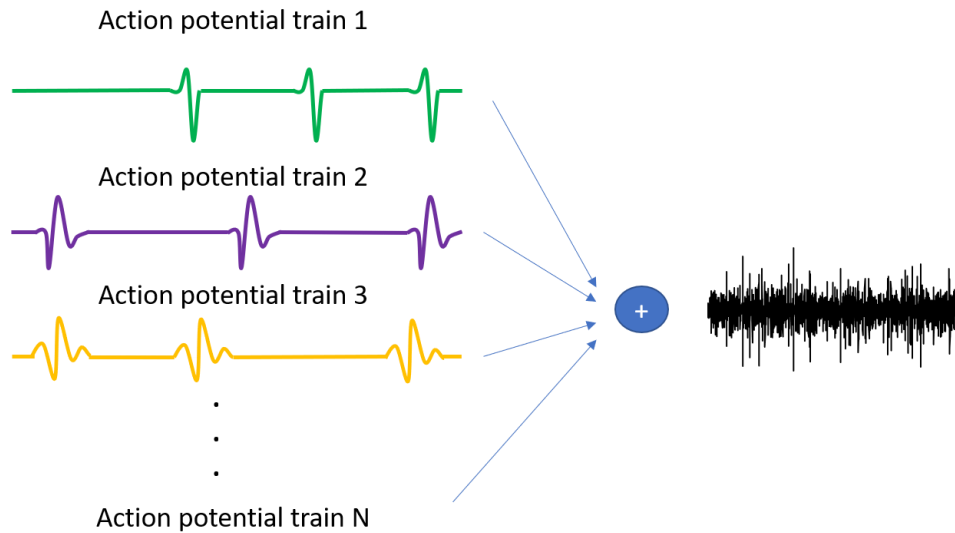 Action potential train 1
Action potential train 2
Action potential train 3
+
.
.
.
Action potential train N